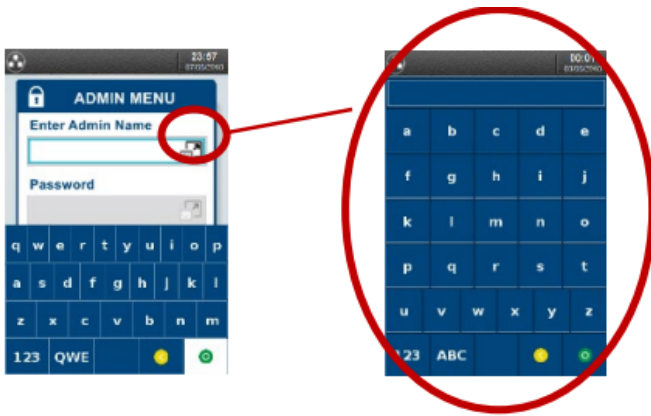 23:57
ADMIN MENU
Enter Admin Name
Password
q w e r t y u i o p
a s d f g h j k l
z x c v b n m
123 QWE
a b c d e
f g h i j
k l m n o
p q r s t
u v w x y z
123 ABC